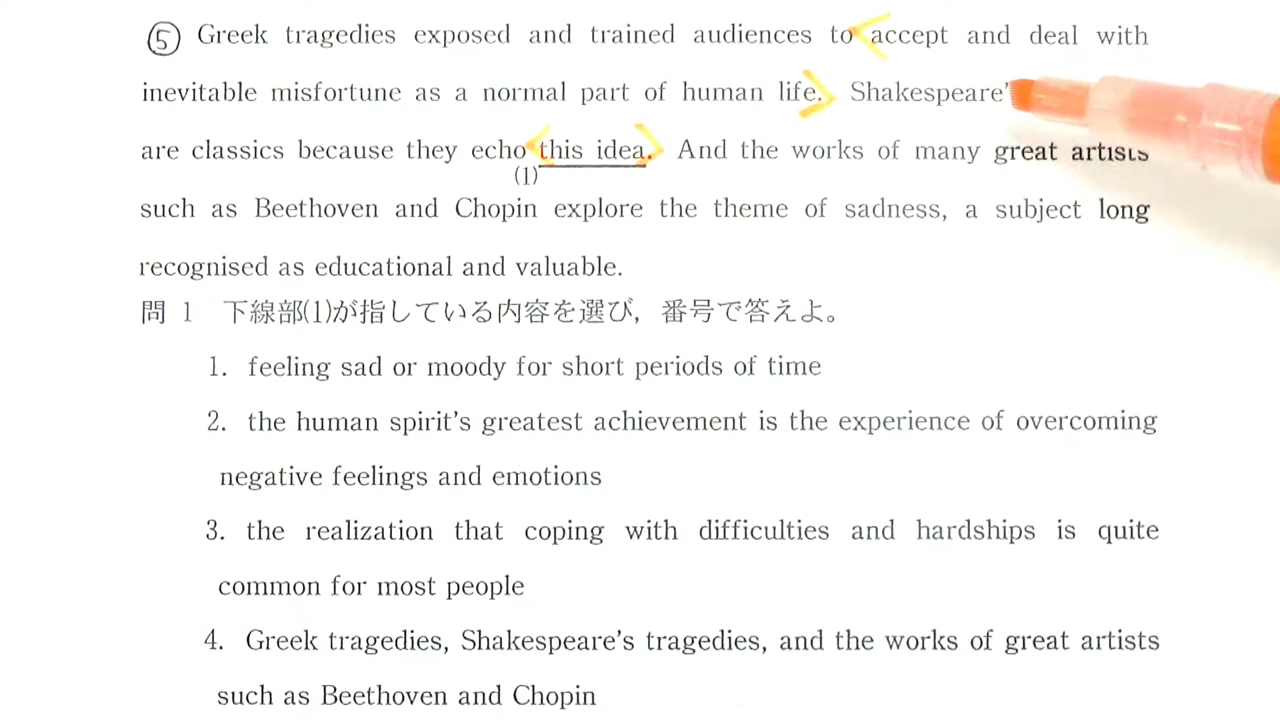 ⑤ Greek tragedies exposed and trained audiences to accept and deal with
inevitable misfortune as a normal part of human life. Shakespeare'
are classics because they echo this idea. And the works of many great artists
(1)
such as Beethoven and Chopin explore the theme of sadness, a subject long
recognised as educational and valuable.
問 1 下線部(1)が指している内容を選び，番号で答えよ。
1. feeling sad or moody for short periods of time
2. the human spirit's greatest achievement is the experience of overcoming
negative feelings and emotions
3. the realization that coping with difficulties and hardships is quite
common for most people
4. Greek tragedies, Shakespeare's tragedies, and the works of great artists
such as Beethoven and Chopin